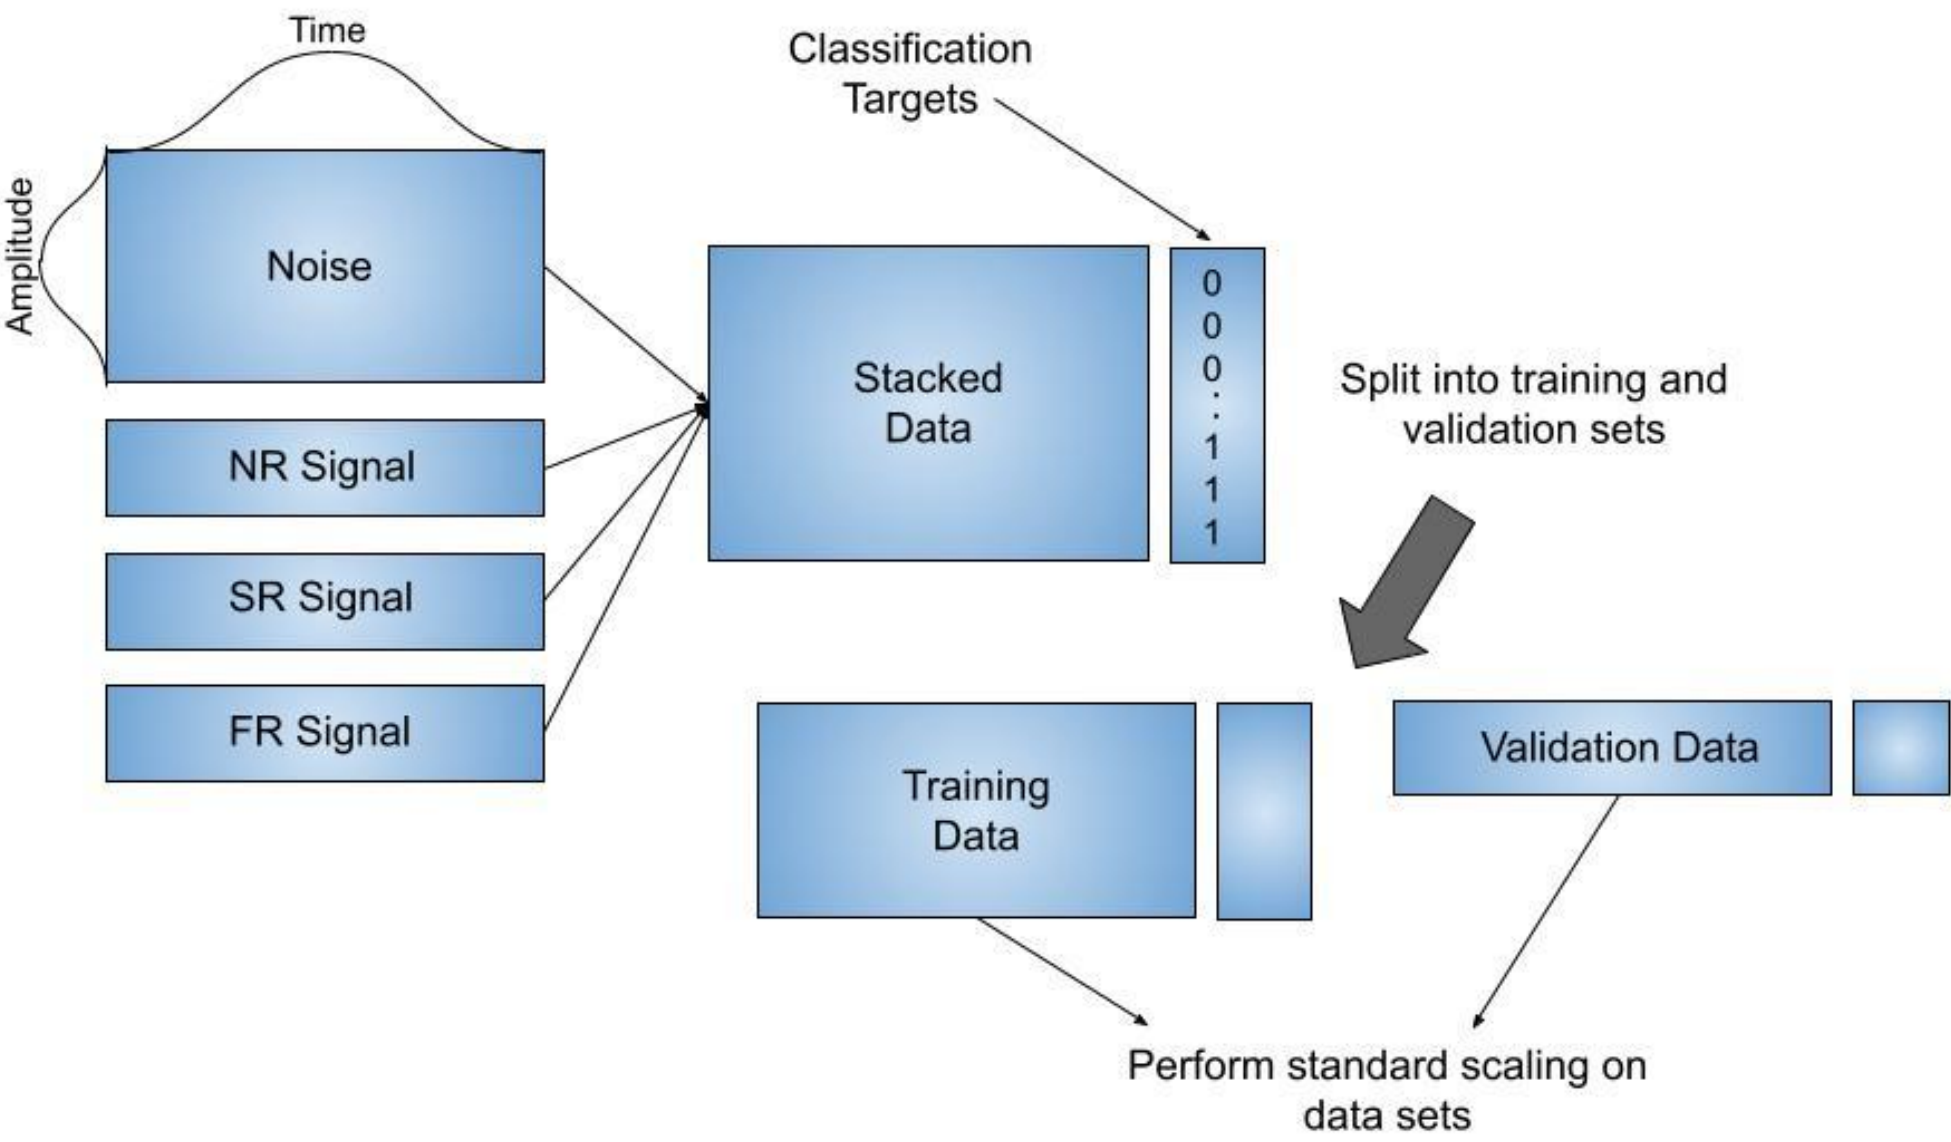 Time
Amplitude
Noise
NR Signal
SR Signal
FR Signal
Classification
Targets
Stacked
Data
0
0
0
:
1
1
1
Split into training and
validation sets
Training
Data
Validation Data
Perform standard scaling on
data sets